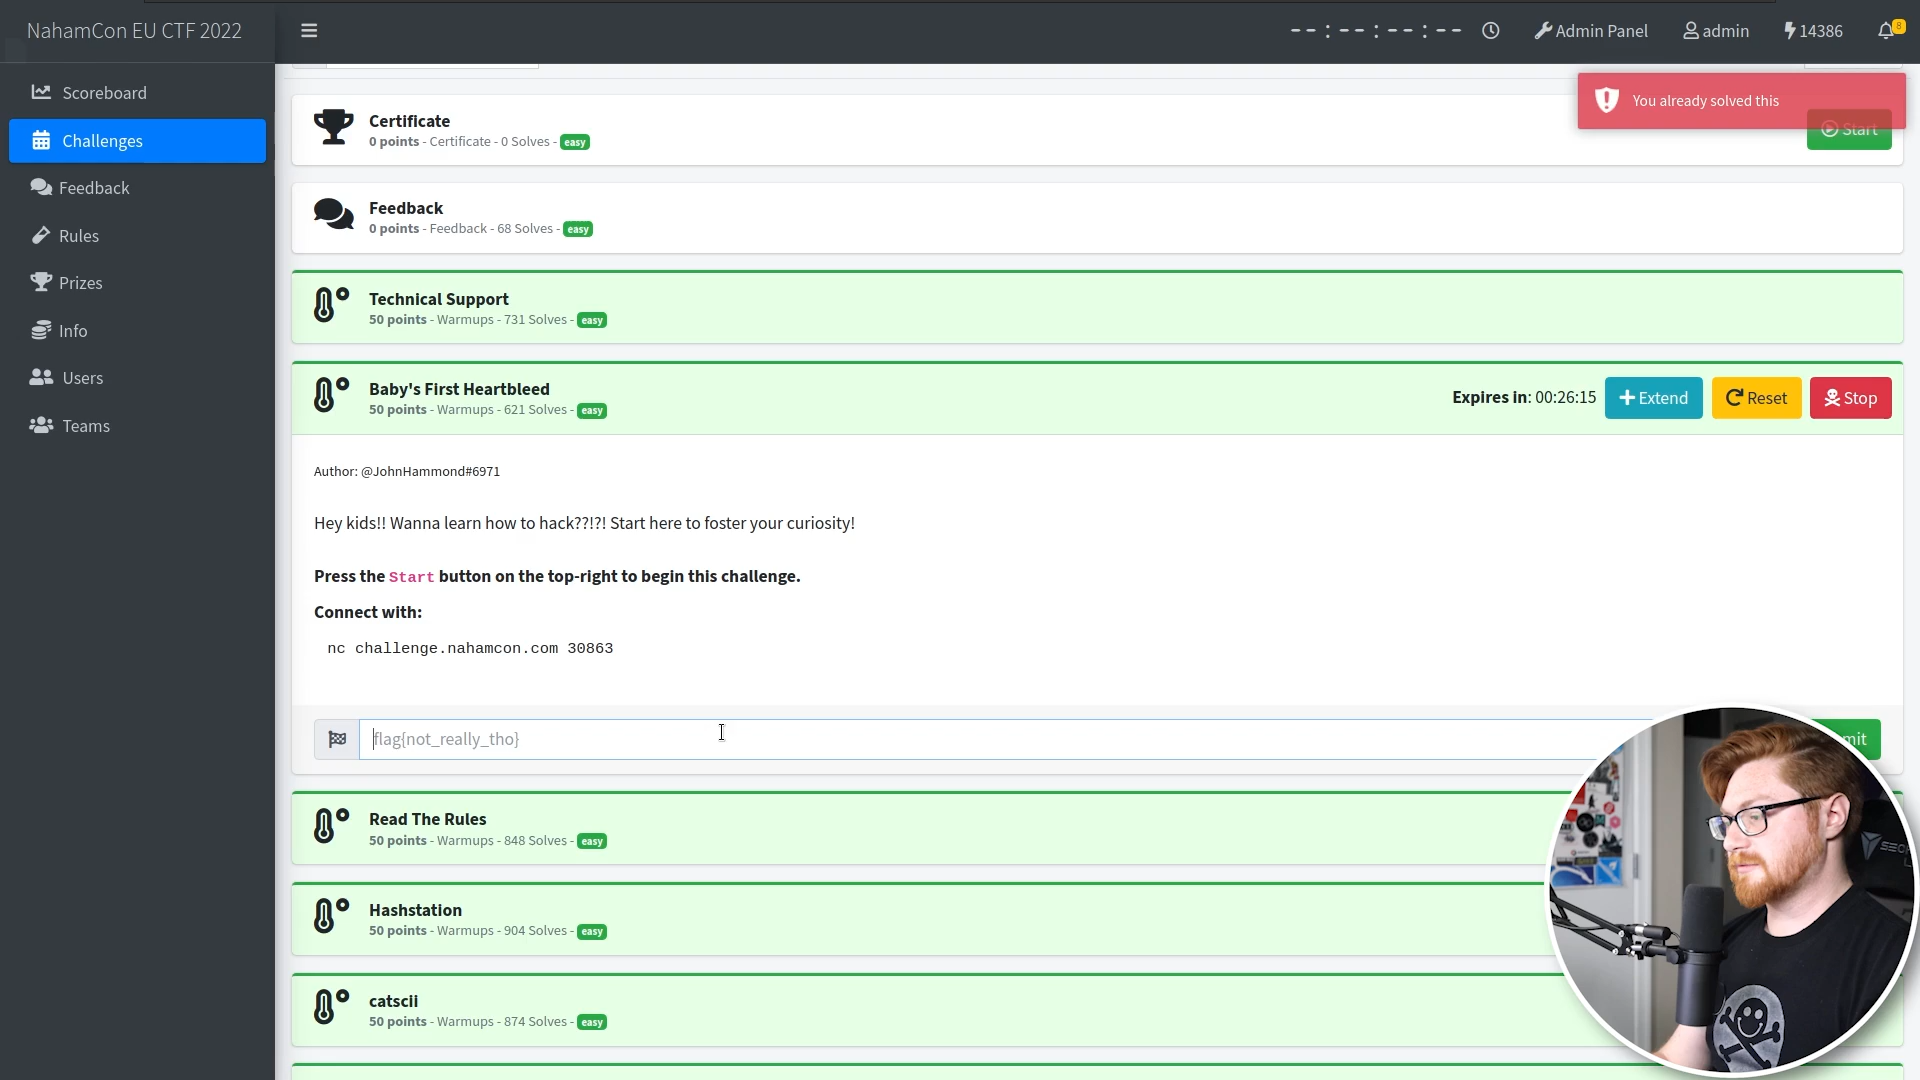 NahamCon EU CTF 2022
-- : -- : -- : --
Admin Panel
admin
14386
8
Scoreboard
Challenges
Feedback
Rules
Prizes
Info
Users
Teams
You already solved this
Certificate
0 points - Certificate - 0 Solves - easy
Start
Feedback
0 points - Feedback - 68 Solves - easy
Technical Support
50 points - Warmups - 731 Solves - easy
Baby's First Heartbleed
50 points - Warmups - 621 Solves - easy
Expires in: 00:26:15
Extend
Reset
Stop
Author: @JohnHammond#6971
Hey kids!! Wanna learn how to hack??!?! Start here to foster your curiosity!
Press the Start button on the top-right to begin this challenge.
Connect with:
nc challenge.nahamcon.com 30863
flag{not_really_tho}
mit
Read The Rules
50 points - Warmups - 848 Solves - easy
Hashstation
50 points - Warmups - 904 Solves - easy
catscii
50 points - Warmups - 874 Solves - easy